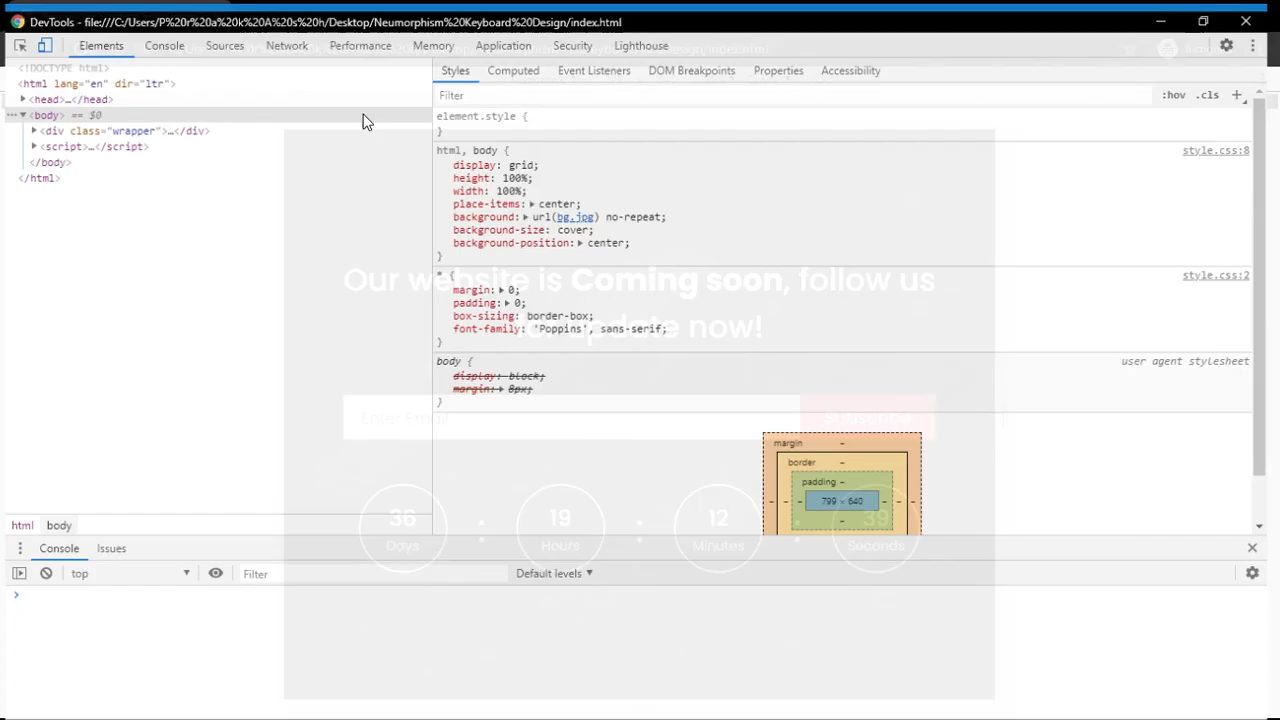 DevTools - file:///C:/Users/P%20r%20a%20k%20A%20s%20h/Desktop/Neumorphism%20Keyboard%20Design/index.html
Elements Console Sources Network Performance Memory Application Security Lighthouse
<!DOCTYPE html>
<html lang="en" dir="ltr">
<head>…</head>
<body> == $0
<div class="wrapper">…</div>
<script>…</script>
</body>
</html>
html body
Styles Computed Event Listeners DOM Breakpoints Properties Accessibility
Filter :hov .cls
element.style {
}
html, body { style.css:8
display: grid;
height: 100%;
width: 100%;
place-items: center;
background: url(bg.jpg) no-repeat;
background-size: cover;
background-position: center;
}
* { style.css:2
margin: 0;
padding: 0;
box-sizing: border-box;
font-family: 'Poppins', sans-serif;
}
body { user agent stylesheet
display: block;
margin: 8px;
}
margin -
border -
padding -
- - - 799 × 640 - - -
-
Our website is Coming soon, follow us
for update now!
Enter Email Subscribe
36 : 19 : 12 : 39
Days Hours Minutes Seconds
Console Issues
top Filter Default levels